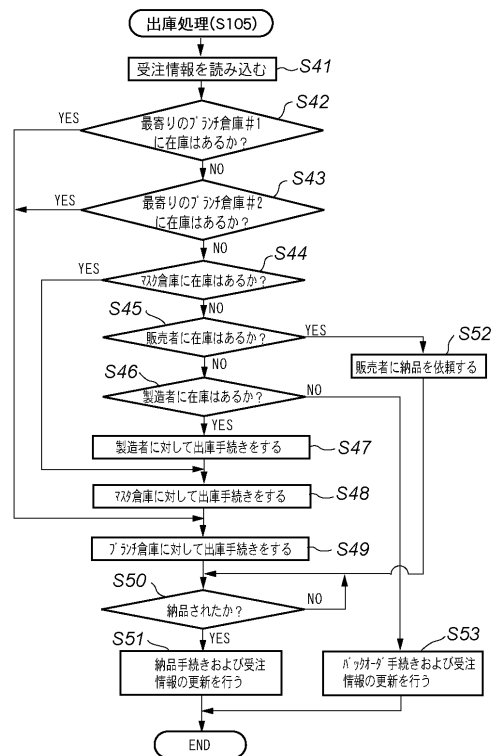 出庫処理(S105)
受注情報を読み込む
S41
S42
YES
最寄りのﾌﾞﾗﾝﾁ倉庫#1
に在庫はあるか?
NO
S43
YES
最寄りのﾌﾞﾗﾝﾁ倉庫#2
に在庫はあるか?
NO
S44
YES
ﾏｽﾀ倉庫に在庫はあるか?
NO
S45
販売者に在庫はあるか?
YES
S52
販売者に納品を依頼する
NO
S46
製造者に在庫はあるか?
NO
YES
製造者に対して出庫手続きをする
S47
ﾏｽﾀ倉庫に対して出庫手続きをする
S48
ﾌﾞﾗﾝﾁ倉庫に対して出庫手続きをする
S49
S50
納品されたか?
NO
YES
S51
納品手続きおよび受注
情報の更新を行う
S53
ﾊﾞｯｸｵｰﾀﾞ手続きおよび受注
情報の更新を行う
END